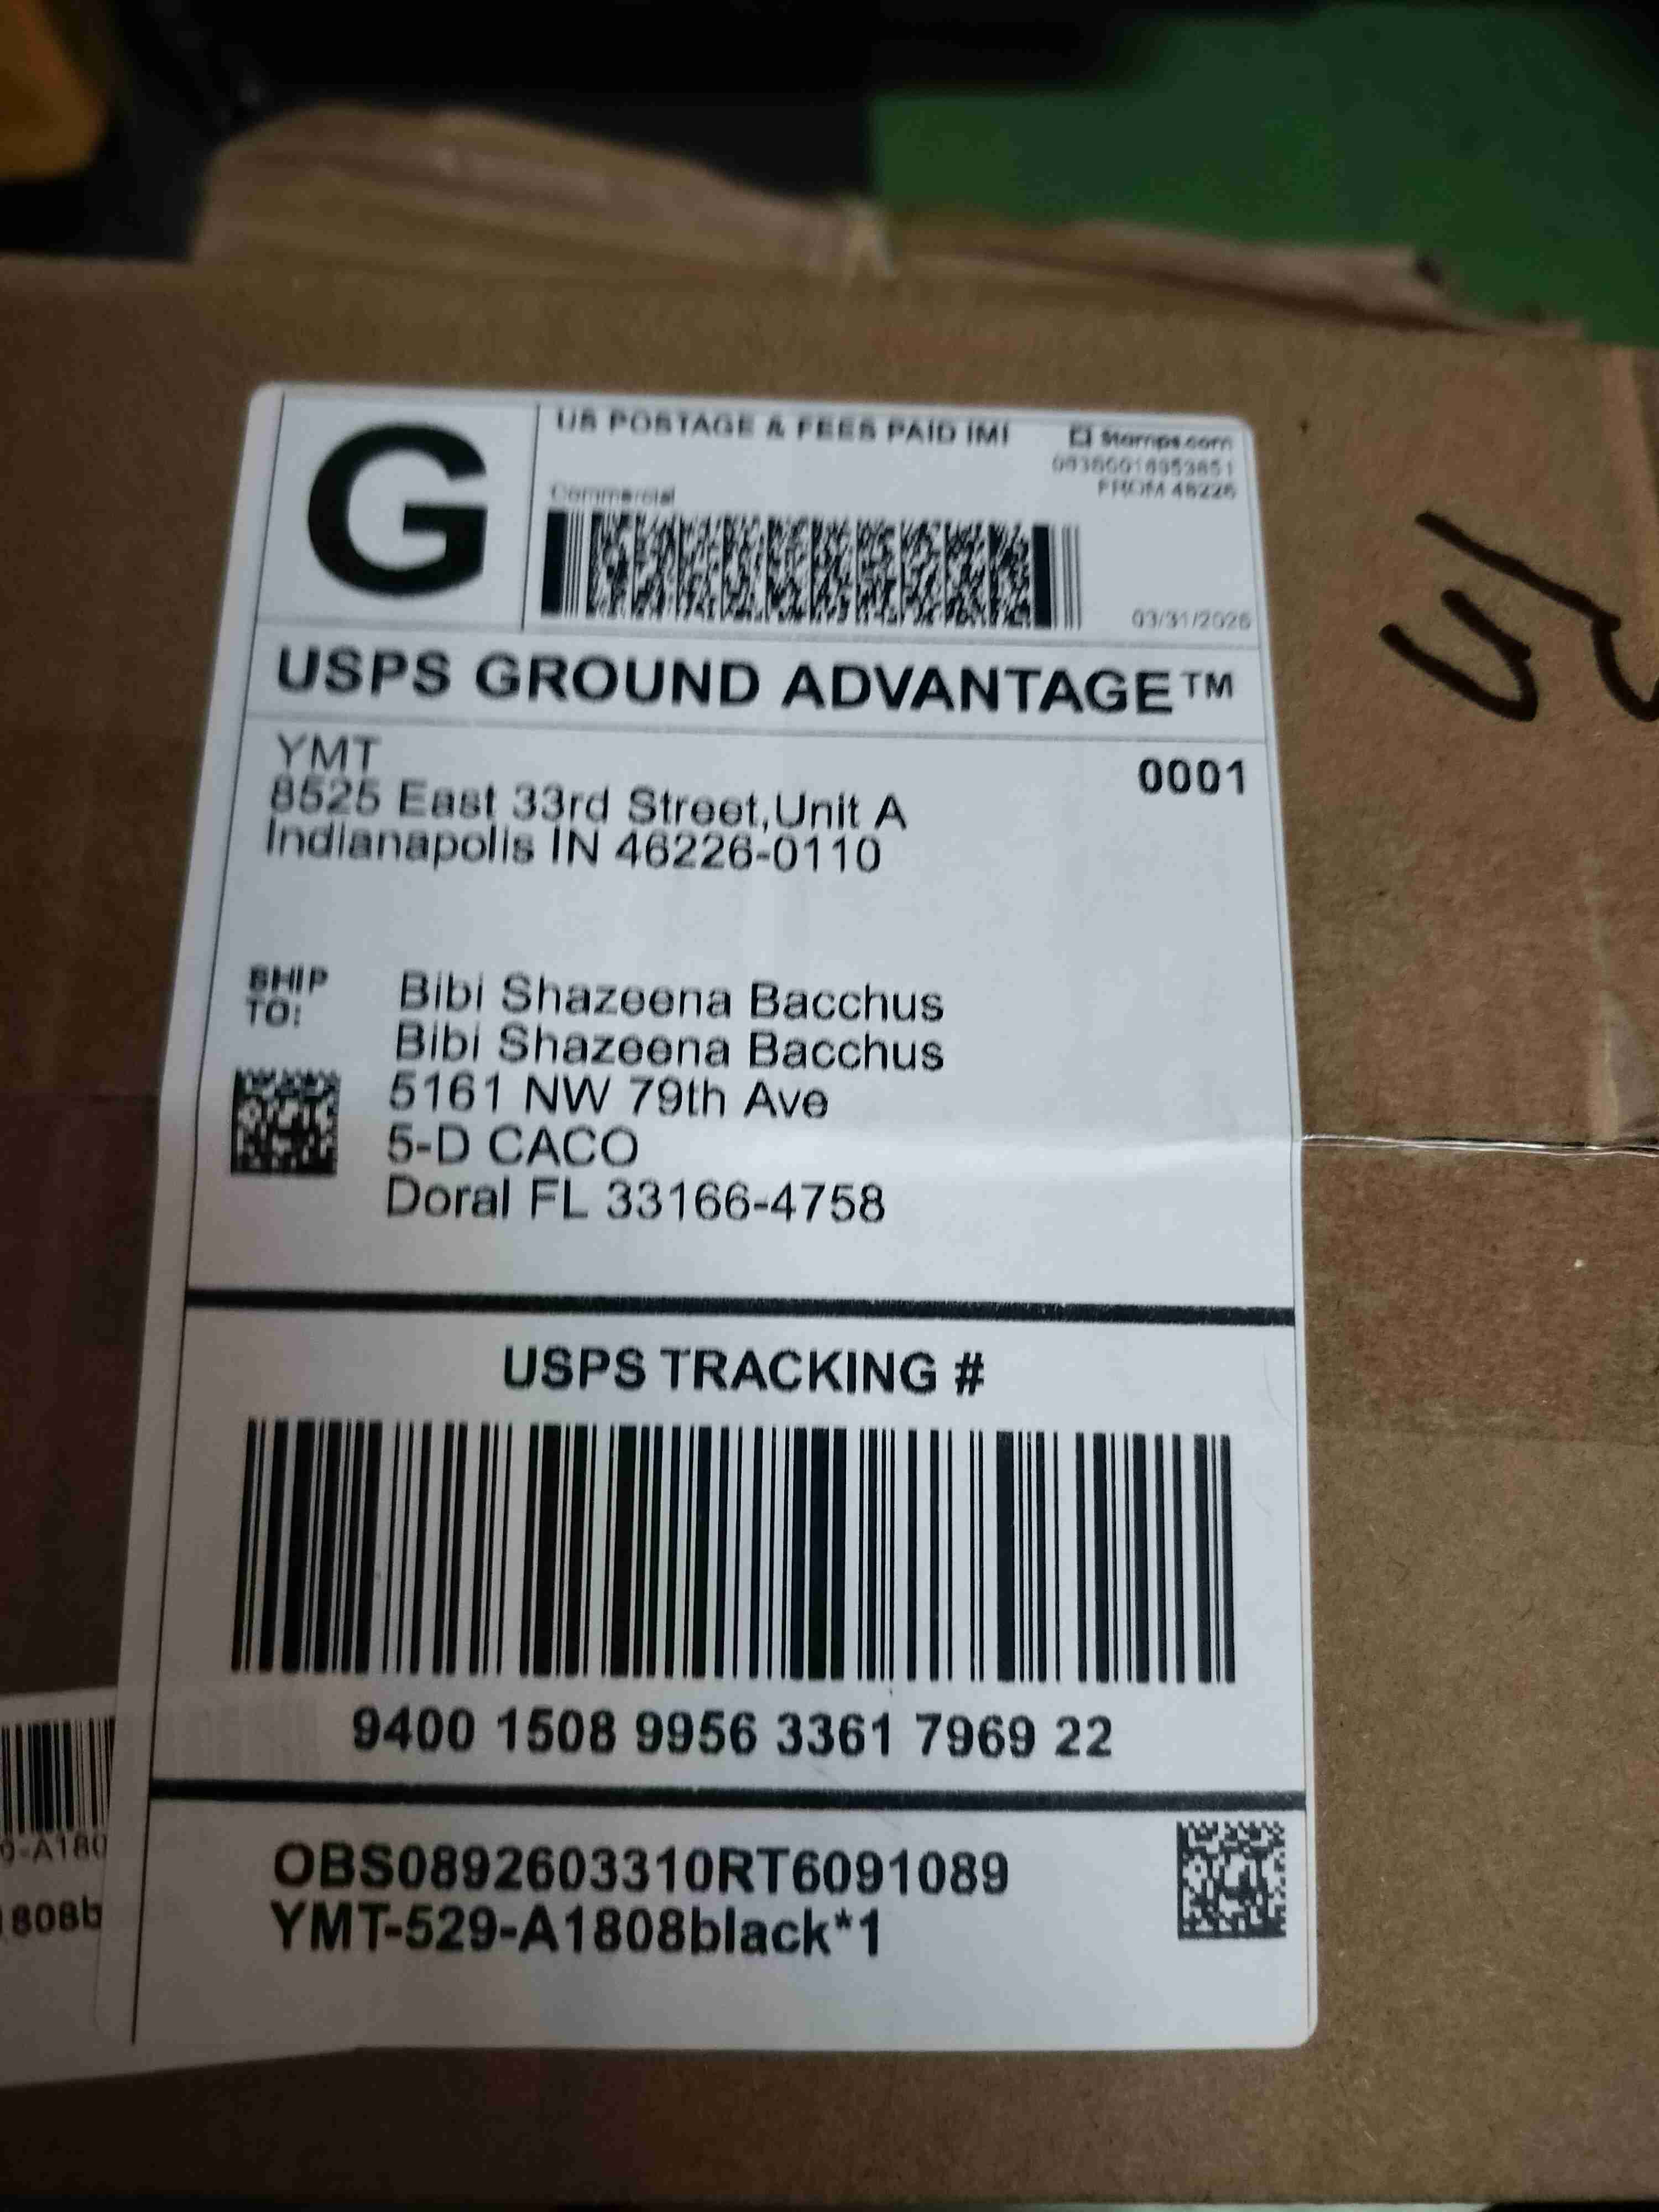 G
US POSTAGE & FEES PAID IMI
Stamps.com
FROM 46226
Commercial
03/31/2026
USPS GROUND ADVANTAGE™
YMT
8525 East 33rd Street,Unit A
Indianapolis IN 46226-0110
0001
SHIP
TO:
Bibi Shazeena Bacchus
Bibi Shazeena Bacchus
5161 NW 79th Ave
5-D CACO
Doral FL 33166-4758
USPS TRACKING #
9400 1508 9956 3361 7969 22
OBS0892603310RT6091089
YMT-529-A1808black*1
9-A180
1808b